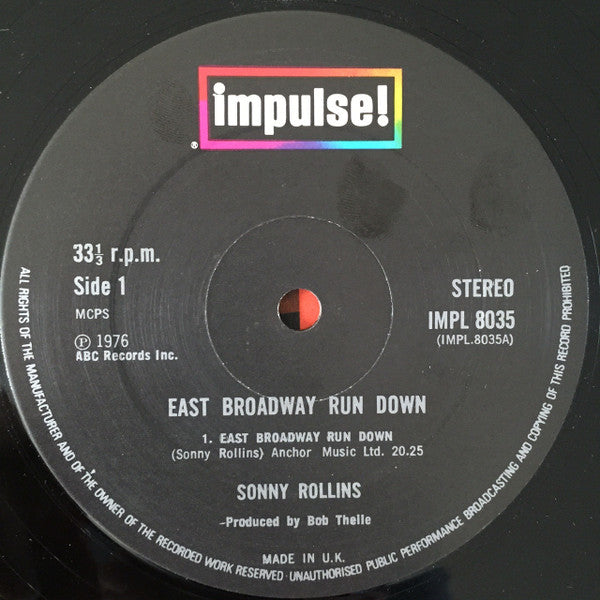 impulse!
®
33⅓ r.p.m.
Side 1
MCPS
℗ 1976
ABC Records Inc.
STEREO
IMPL 8035
(IMPL.8035A)
EAST BROADWAY RUN DOWN
1. EAST BROADWAY RUN DOWN
(Sonny Rollins) Anchor Music Ltd. 20.25
SONNY ROLLINS
-Produced by Bob Thelle
MADE IN U.K.
ALL RIGHTS OF THE MANUFACTURER AND OF THE OWNER OF THE RECORDED WORK RESERVED · UNAUTHORISED PUBLIC PERFORMANCE BROADCASTING AND COPYING OF THIS RECORD PROHIBITED